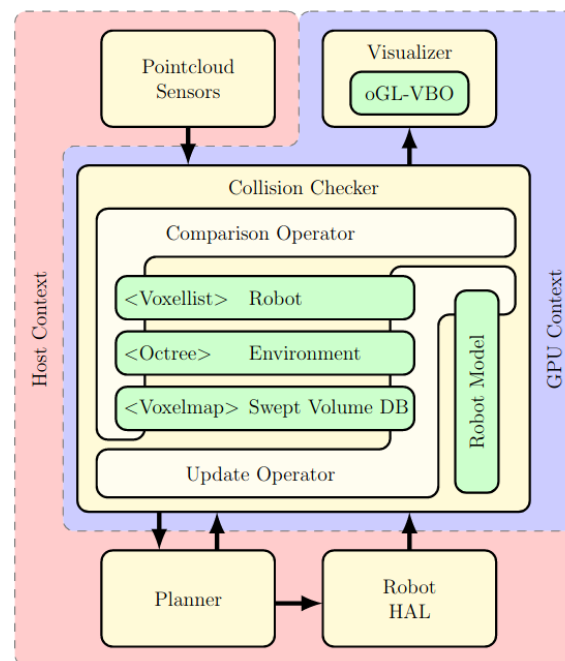 Pointcloud
Sensors
Visualizer
oGL-VBO
Collision Checker
Comparison Operator
<Voxellist> Robot
<Octree> Environment
<Voxelmap> Swept Volume DB
Update Operator
Robot Model
Host Context
GPU Context
Planner
Robot
HAL